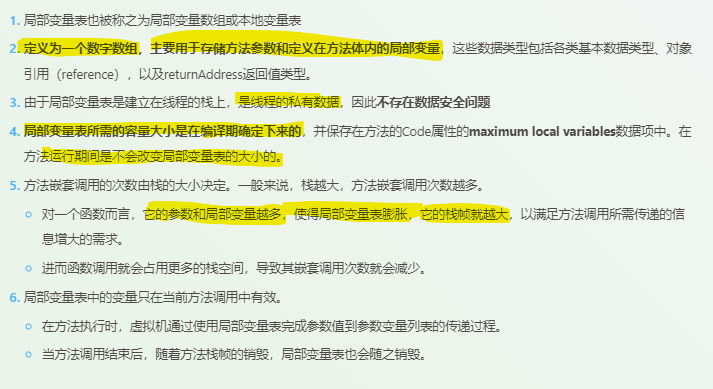 1. 局部变量表也被称之为局部变量数组或本地变量表
2. 定义为一个数字数组，主要用于存储方法参数和定义在方法体内的局部变量，这些数据类型包括各类基本数据类型、对象
引用（reference），以及returnAddress返回值类型。
3. 由于局部变量表是建立在线程的栈上，是线程的私有数据，因此不存在数据安全问题
4. 局部变量表所需的容量大小是在编译期确定下来的，并保存在方法的Code属性的maximum local variables数据项中。在
方法运行期间是不会改变局部变量表的大小的。
5. 方法嵌套调用的次数由栈的大小决定。一般来说，栈越大，方法嵌套调用次数越多。
对一个函数而言，它的参数和局部变量越多，使得局部变量表膨胀，它的栈帧就越大，以满足方法调用所需传递的信
息增大的需求。
进而函数调用就会占用更多的栈空间，导致其嵌套调用次数就会减少。
6. 局部变量表中的变量只在当前方法调用中有效。
在方法执行时，虚拟机通过使用局部变量表完成参数值到参数变量列表的传递过程。
当方法调用结束后，随着方法栈帧的销毁，局部变量表也会随之销毁。